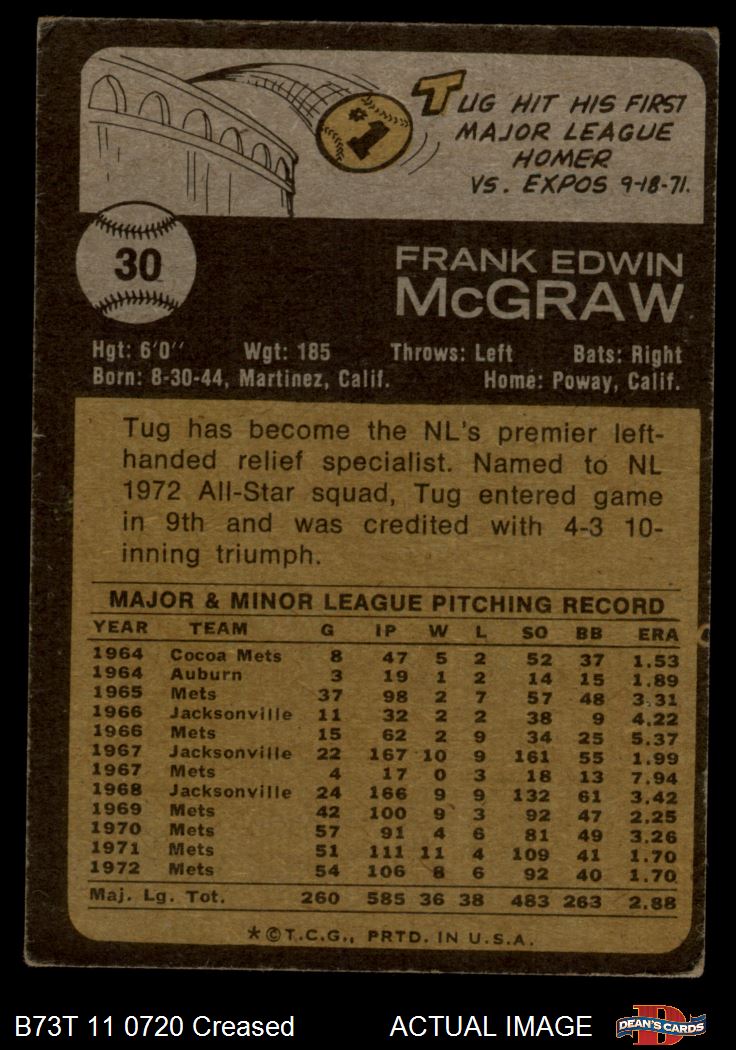 #1
TUG HIT HIS FIRST
MAJOR LEAGUE
HOMER
VS. EXPOS 9-18-71.
30
FRANK EDWIN
McGRAW
Hgt: 6'0" Wgt: 185 Throws: Left Bats: Right
Born: 8-30-44, Martinez, Calif. Home: Poway, Calif.
Tug has become the NL's premier left-
handed relief specialist. Named to NL
1972 All-Star squad, Tug entered game
in 9th and was credited with 4-3 10-
inning triumph.
MAJOR & MINOR LEAGUE PITCHING RECORD
YEAR TEAM G IP W L SO BB ERA
1964 Cocoa Mets 8 47 5 2 52 37 1.53
1964 Auburn 3 19 1 2 14 15 1.89
1965 Mets 37 98 2 7 57 48 3.31
1966 Jacksonville 11 32 2 2 38 9 4.22
1966 Mets 15 62 2 9 34 25 5.37
1967 Jacksonville 22 167 10 9 161 55 1.99
1967 Mets 4 17 0 3 18 13 7.94
1968 Jacksonville 24 166 9 9 132 61 3.42
1969 Mets 42 100 9 3 92 47 2.25
1970 Mets 57 91 4 6 81 49 3.26
1971 Mets 51 111 11 4 109 41 1.70
1972 Mets 54 106 8 6 92 40 1.70
Maj. Lg. Tot. 260 585 36 38 483 263 2.88
*©T.C.G., PRTD. IN U.S.A.
B73T 11 0720 Creased ACTUAL IMAGE
D
DEAN'S CARDS